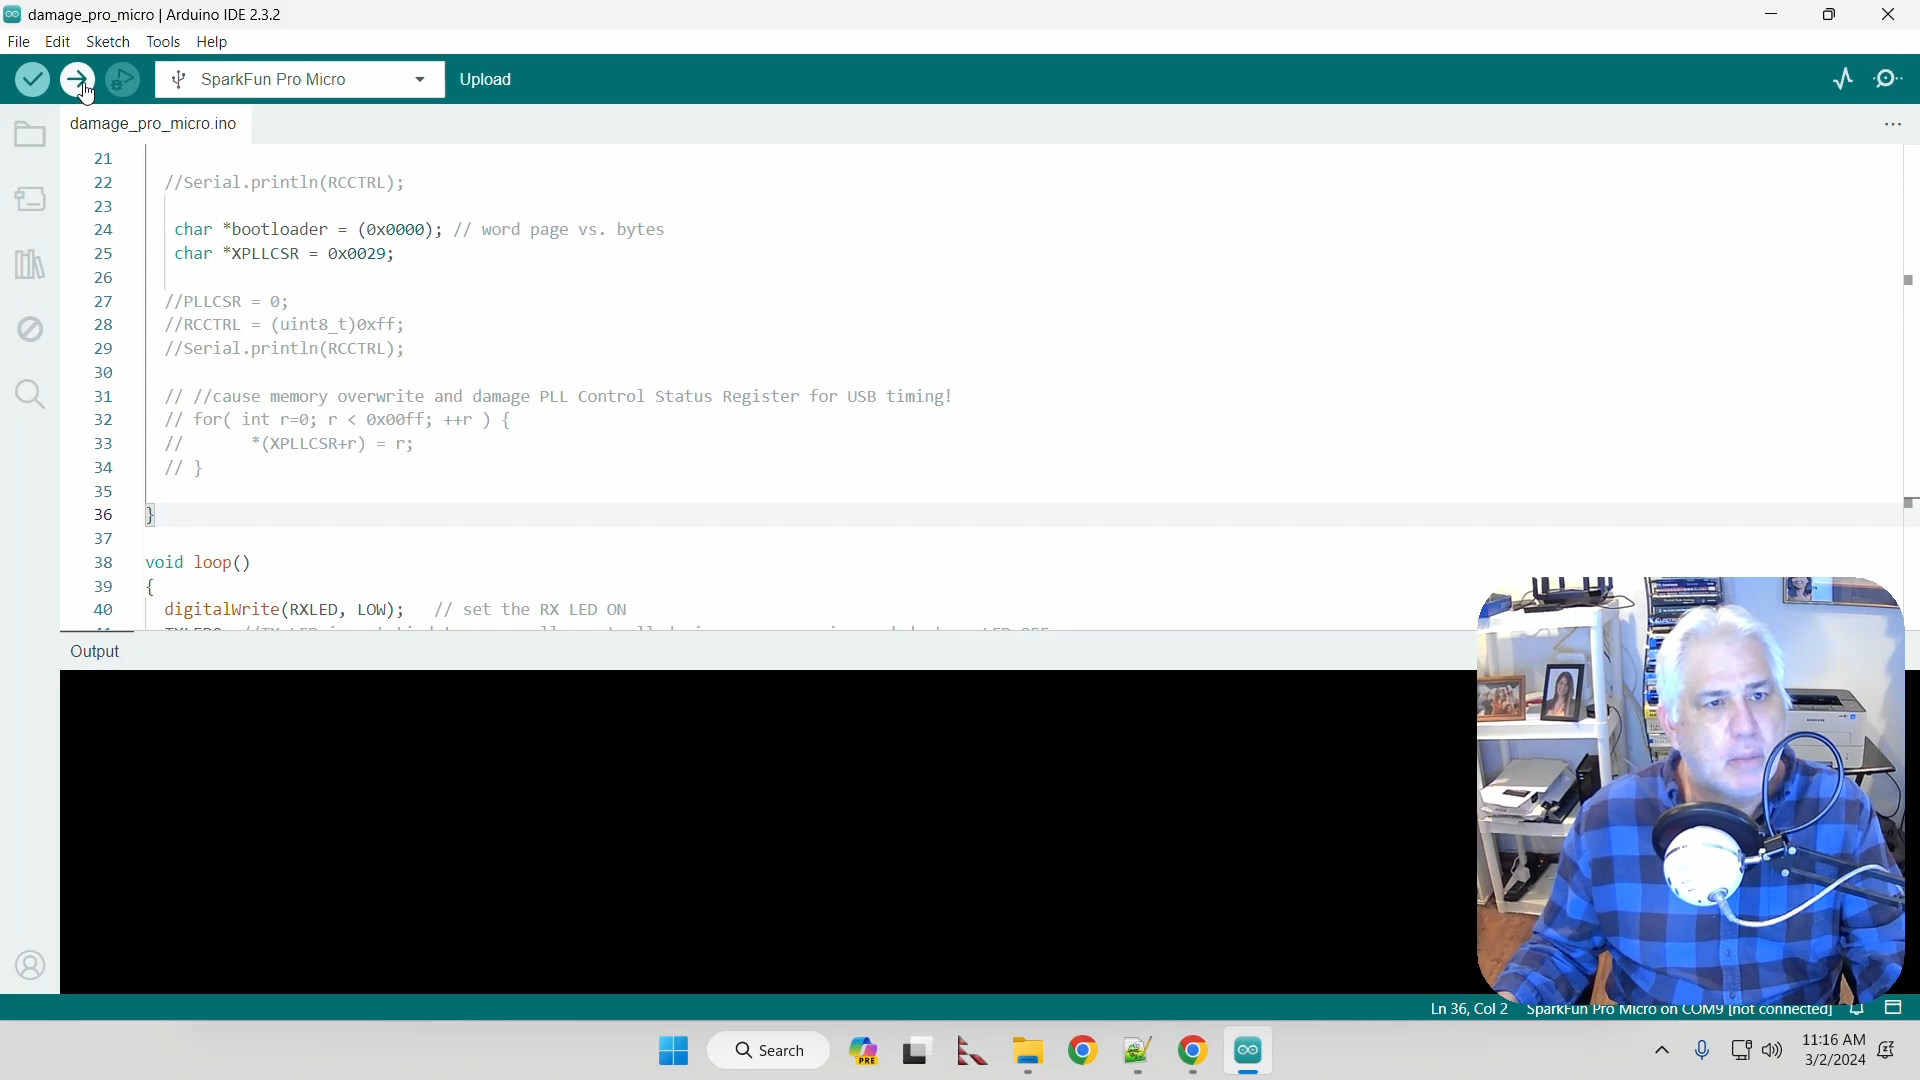 damage_pro_micro | Arduino IDE 2.3.2
File Edit Sketch Tools Help
SparkFun Pro Micro Upload
damage_pro_micro.ino
21
22 //Serial.println(RCCTRL);
23
24 char *bootloader = (0x0000); // word page vs. bytes
25 char *XPLLCSR = 0x0029;
26
27 //PLLCSR = 0;
28 //RCCTRL = (uint8_t)0xff;
29 //Serial.println(RCCTRL);
30
31 // //cause memory overwrite and damage PLL Control Status Register for USB timing!
32 // for( int r=0; r < 0x00ff; ++r ) {
33 // *(XPLLCSR+r) = r;
34 // }
35
36 }
37
38 void loop()
39 {
40 digitalWrite(RXLED, LOW); // set the RX LED ON
Output
Ln 36, Col 2 SparkFun Pro Micro on COM9 [not connected]
Search
PRE
11:16 AM
3/2/2024